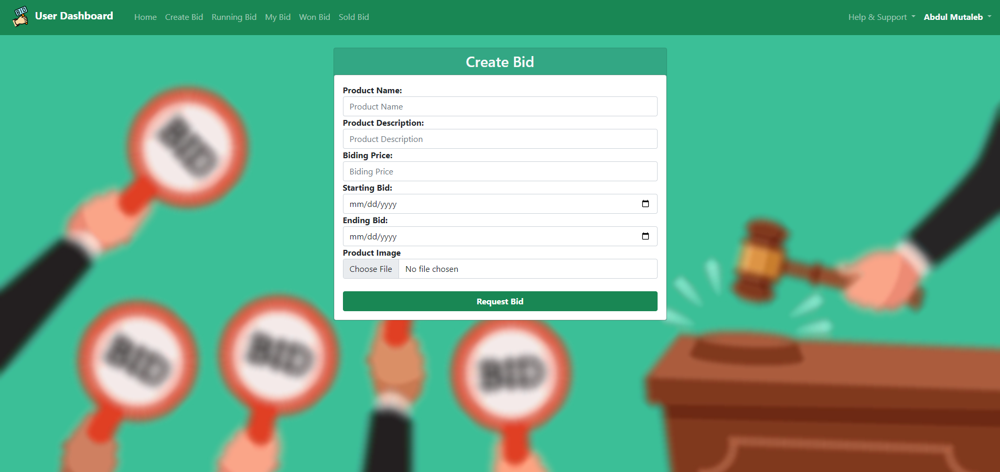 BID
User Dashboard
Home Create Bid Running Bid My Bid Won Bid Sold Bid
Help & Support
Abdul Mutaleb
Create Bid
Product Name:
Product Name
Product Description:
Product Description
Biding Price:
Biding Price
Starting Bid:
mm/dd/yyyy
Ending Bid:
mm/dd/yyyy
Product Image
Choose File No file chosen
Request Bid
BID
BID
BID
BID